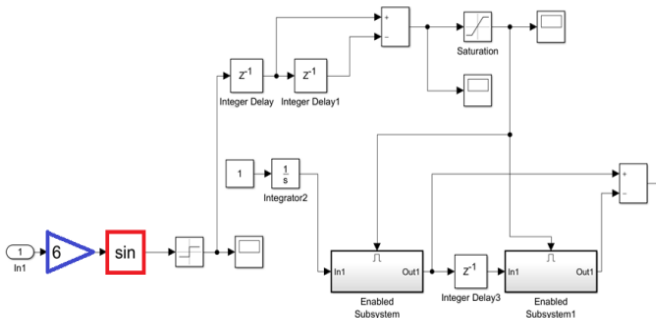 +
−
Saturation
z-1
z-1
Integer Delay
Integer Delay1
1
1
s
Integrator2
+
−
1
In1
6
sin
In1
Out1
z-1
In1
Out1
Integer Delay3
Enabled
Subsystem
Enabled
Subsystem1